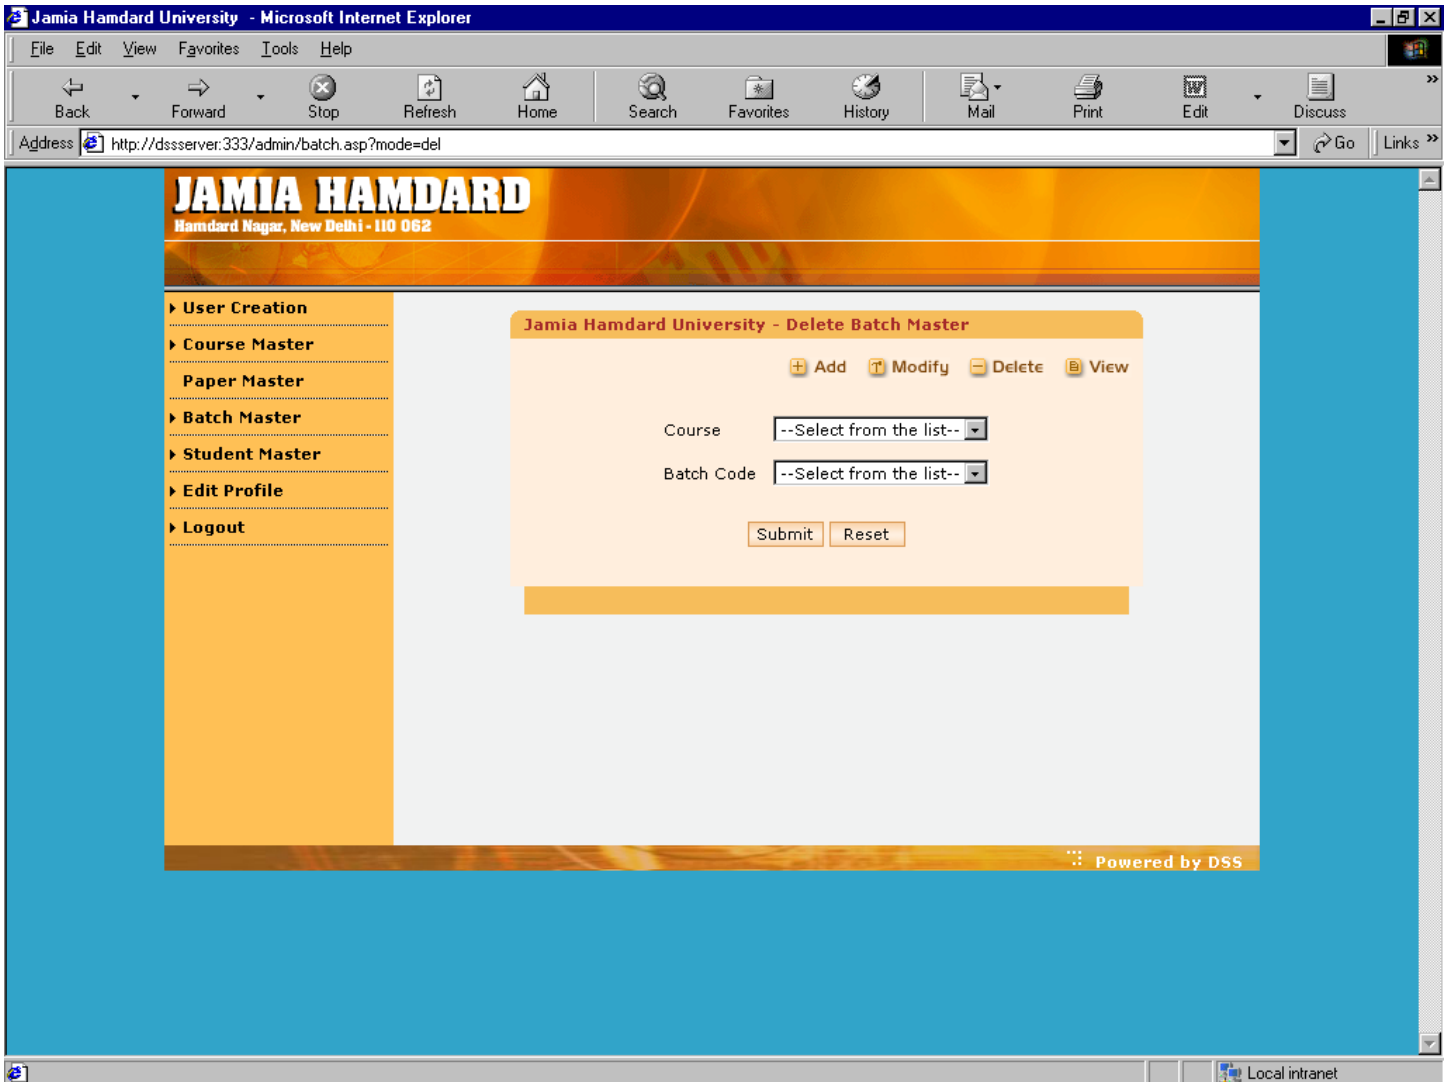 Jamia Hamdard University - Microsoft Internet Explorer
File Edit View Favorites Tools Help
Back Forward Stop Refresh Home Search Favorites History Mail Print Edit Discuss »
Address http://dssserver:333/admin/batch.asp?mode=del Go Links »
JAMIA HAMDARD
Hamdard Nagar, New Delhi - 110 062
User Creation
Course Master
Paper Master
Batch Master
Student Master
Edit Profile
Logout
Jamia Hamdard University - Delete Batch Master
Add Modify Delete View
Course --Select from the list--
Batch Code --Select from the list--
Submit Reset
Powered by DSS
Local intranet